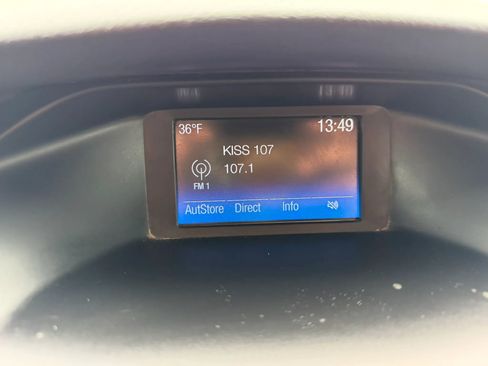 36°F 13:49
KISS 107
107.1
FM 1
AutStore Direct Info